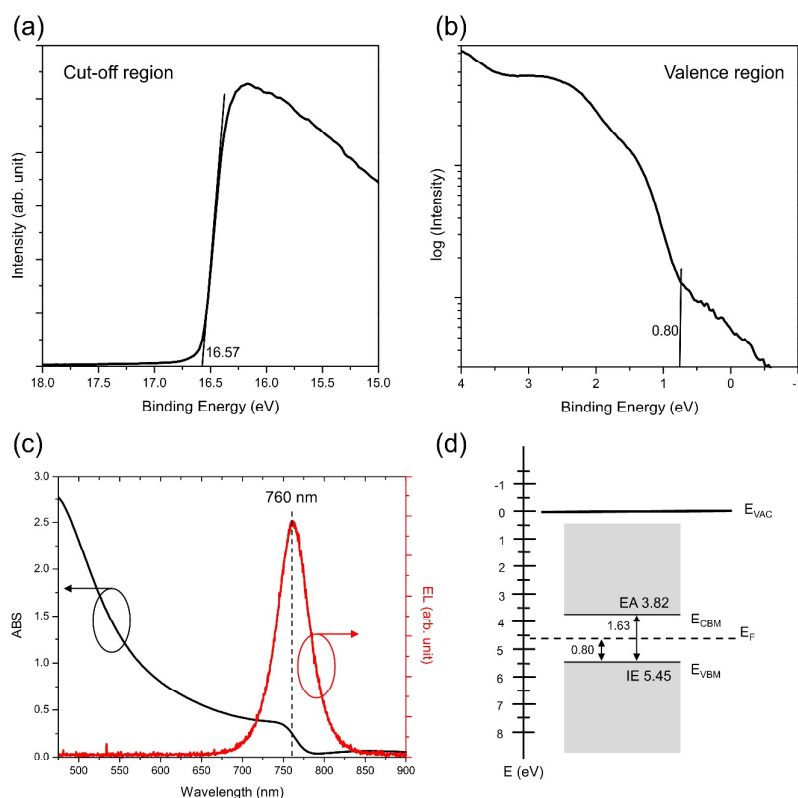 (a)
Cut-off region
Intensity (arb. unit)
16.57
18.0 17.5 17.0 16.5 16.0 15.5 15.0
Binding Energy (eV)
(b)
Valence region
log (Intensity)
0.80
4 3 2 1 0 -
Binding Energy (eV)
(c)
760 nm
3.0
2.5
2.0
1.5
1.0
0.5
0.0
ABS
EL (arb. unit)
500 550 600 650 700 750 800 850 900
Wavelength (nm)
(d)
-1
0
1
2
3
4
5
6
7
8
E (eV)
EVAC
EA 3.82
ECBM
1.63
EF
0.80
EVBM
IE 5.45